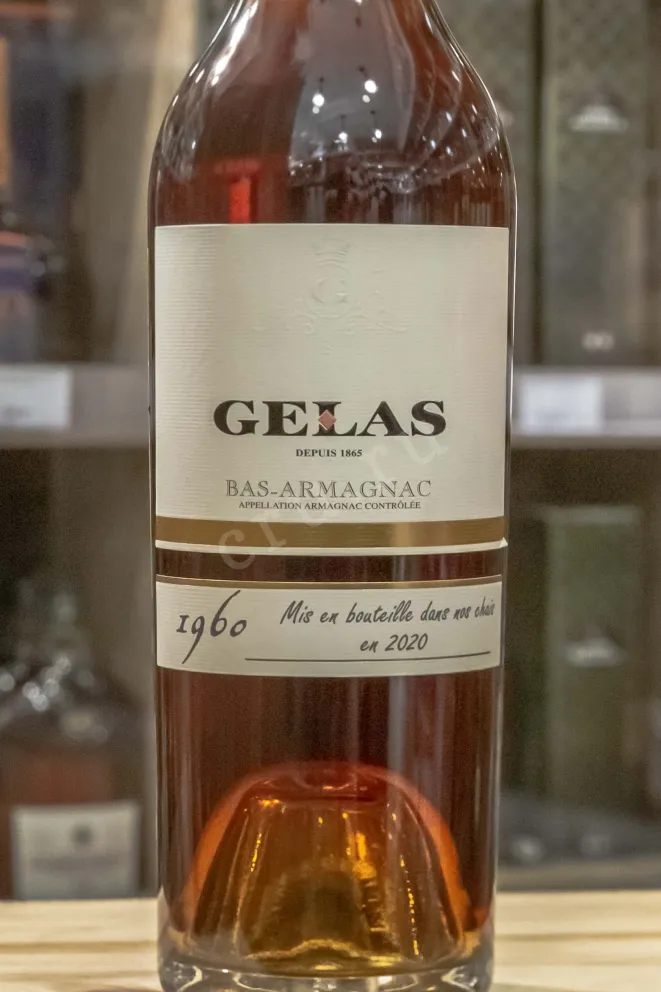 G
GELAS
DEPUIS 1865
BAS-ARMAGNAC
APPELLATION ARMAGNAC CONTRÔLÉE
1960
Mis en bouteille dans nos chais
en 2020